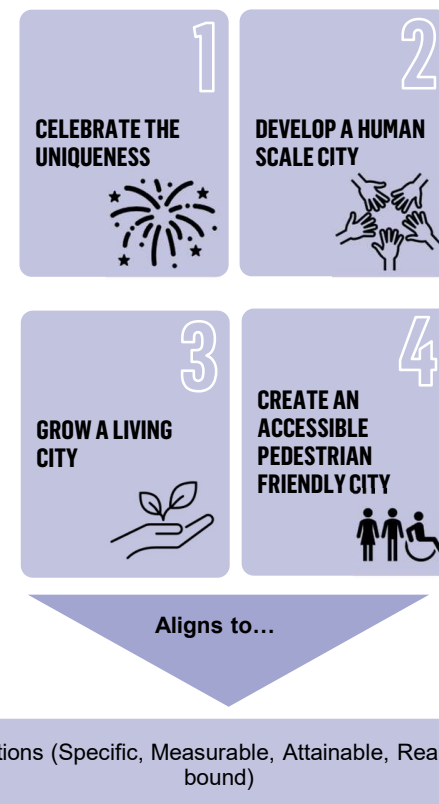 1
CELEBRATE THE
UNIQUENESS
2
DEVELOP A HUMAN
SCALE CITY
3
GROW A LIVING
CITY
4
CREATE AN
ACCESSIBLE
PEDESTRIAN
FRIENDLY CITY
Aligns to...
(Specific, Measurable, Attainable,
bound)